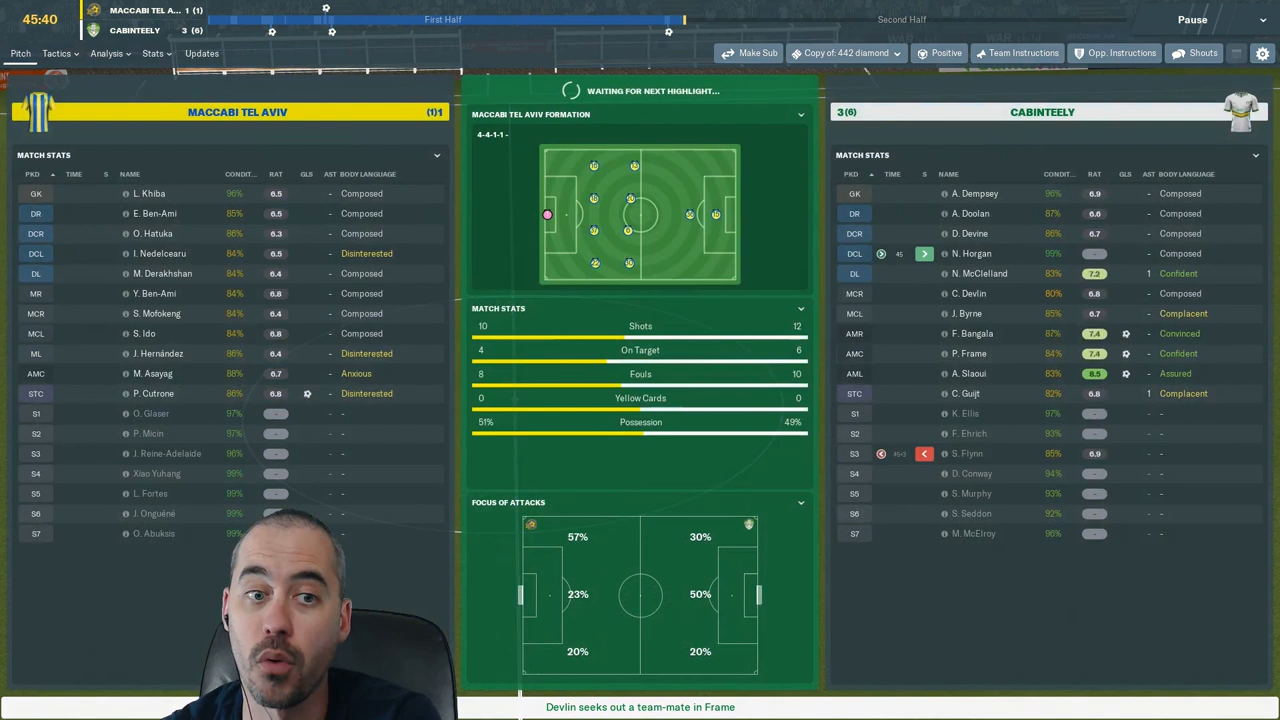 45:40
MACCABI TEL A... 1 (1)
CABINTEELY 3 (6)
First Half
Second Half
Pause
Pitch Tactics Analysis Stats Updates
Make Sub Copy of: 442 diamond Positive Team Instructions Opp. Instructions Shouts
MACCABI TEL AVIV (1)1
MATCH STATS
PKD TIME S NAME CONDIT... RAT GLS AST BODY LANGUAGE
GK L. Khiba 96% 6.5 - Composed
DR E. Ben-Ami 85% 6.5 - Composed
DCR O. Hatuka 86% 6.3 - Composed
DCL I. Nedelcearu 84% 6.5 - Disinterested
DL M. Derakhshan 84% 6.4 - Composed
MR Y. Ben-Ami 84% 6.8 - Composed
MCR S. Mofokeng 84% 6.4 - Composed
MCL S. Ido 84% 6.8 - Composed
ML J. Hernández 86% 6.4 - Disinterested
AMC M. Asayag 88% 6.7 - Anxious
STC P. Cutrone 86% 6.8 - Disinterested
S1 O. Glaser 97% - - -
S2 P. Micin 97% - - -
S3 J. Reine-Adelaide 96% - - -
S4 Xiao Yuhang 99% - - -
S5 L. Fortes 99% - - -
S6 J. Onguéné 99% - - -
S7 O. Abuksis 99% - - -
WAITING FOR NEXT HIGHLIGHT...
MACCABI TEL AVIV FORMATION
4-4-1-1 -
MATCH STATS
10 Shots 12
4 On Target 6
8 Fouls 10
0 Yellow Cards 0
51% Possession 49%
FOCUS OF ATTACKS
57% 30%
23% 50%
20% 20%
3(6) CABINTEELY
MATCH STATS
PKD TIME S NAME CONDIT... RAT GLS AST BODY LANGUAGE
GK A. Dempsey 96% 6.9 - Composed
DR A. Doolan 87% 6.6 - Composed
DCR D. Devine 86% 6.7 - Composed
DCL 45 N. Horgan 99% - - Composed
DL N. McClelland 83% 7.2 1 Confident
MCR C. Devlin 80% 6.8 - Composed
MCL J. Byrne 85% 6.7 - Complacent
AMR F. Bangala 87% 7.4 - Convinced
AMC P. Frame 84% 7.4 - Confident
AML A. Slaoui 83% 8.5 - Assured
STC C. Guijt 82% 6.8 1 Complacent
S1 K. Ellis 97% - - -
S2 F. Ehrich 93% - - -
S3 45+3 S. Flynn 85% 6.9 - -
S4 D. Conway 94% - - -
S5 S. Murphy 93% - - -
S6 S. Seddon 92% - - -
S7 M. McElroy 96% - - -
Devlin seeks out a team-mate in Frame